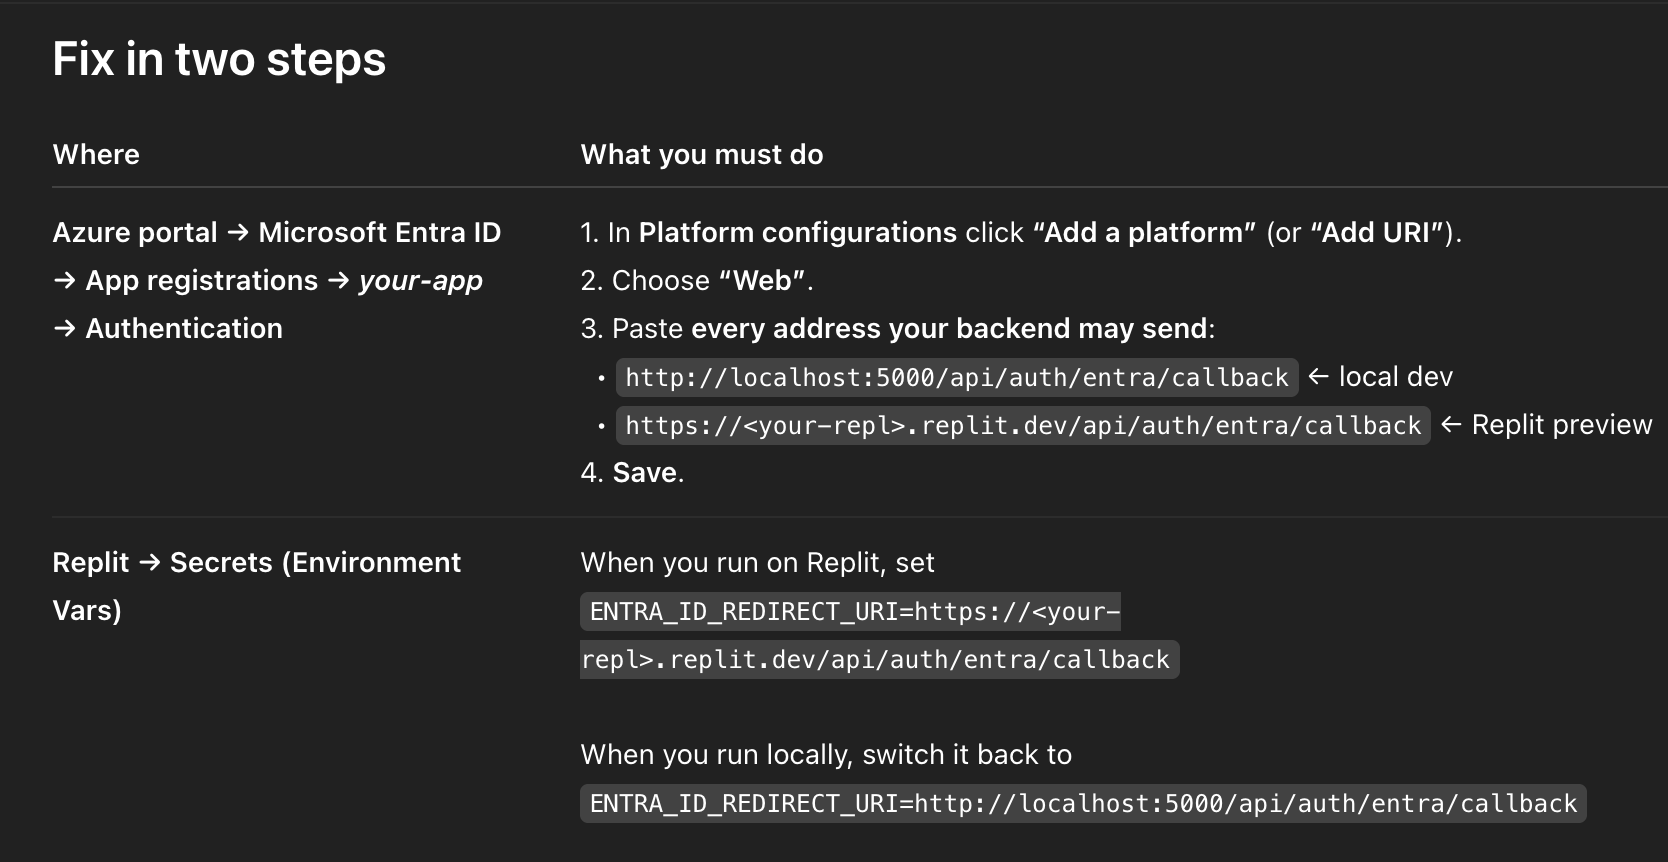 Fix in two steps
Where
What you must do
Azure portal → Microsoft Entra ID
→ App registrations → your-app
→ Authentication
1. In Platform configurations click “Add a platform” (or “Add URI”).
2. Choose “Web”.
3. Paste every address your backend may send:
• http://localhost:5000/api/auth/entra/callback ← local dev
• https://<your-repl>.replit.dev/api/auth/entra/callback ← Replit preview
4. Save.
Replit → Secrets (Environment
Vars)
When you run on Replit, set
ENTRA_ID_REDIRECT_URI=https://<your-
repl>.replit.dev/api/auth/entra/callback
When you run locally, switch it back to
ENTRA_ID_REDIRECT_URI=http://localhost:5000/api/auth/entra/callback